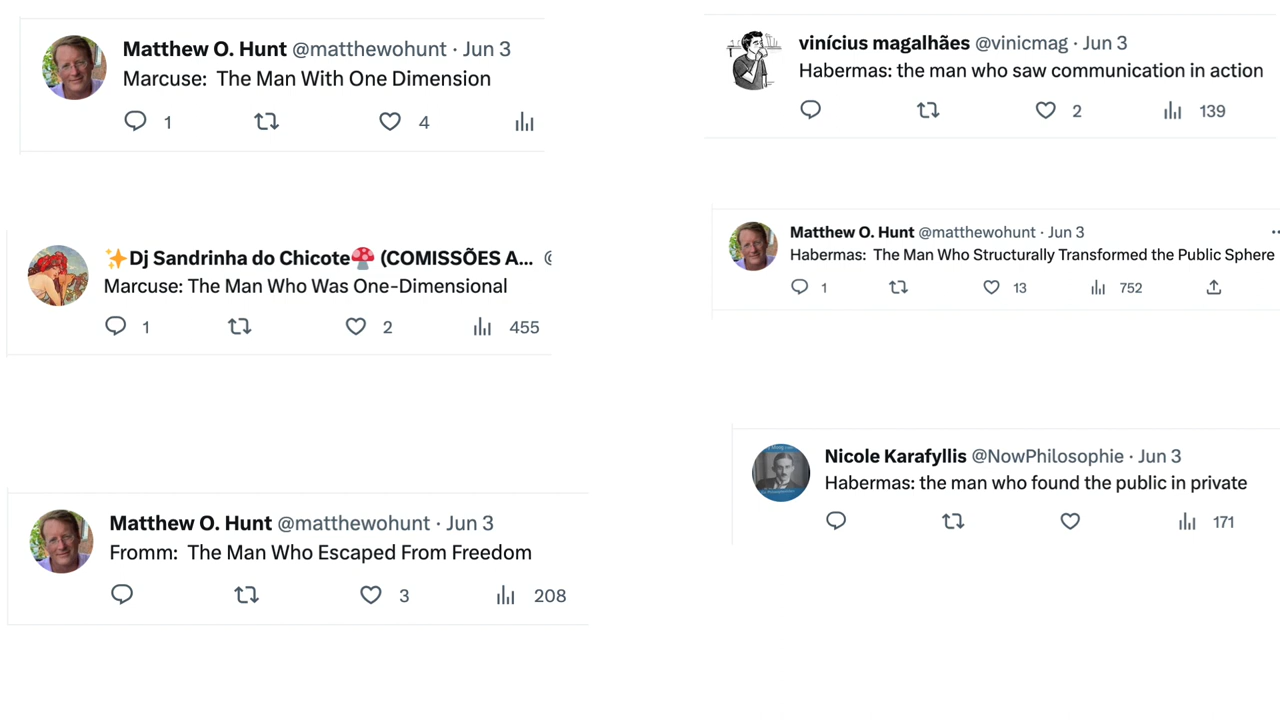 Matthew O. Hunt @matthewohunt · Jun 3
Marcuse:  The Man With One Dimension
1 4
✨Dj Sandrinha do Chicote🍄 (COMISSÕES A... @
Marcuse: The Man Who Was One-Dimensional
1 2 455
Matthew O. Hunt @matthewohunt · Jun 3
Fromm:  The Man Who Escaped From Freedom
3 208
vinícius magalhães @vinicmag · Jun 3
Habermas: the man who saw communication in action
2 139
Matthew O. Hunt @matthewohunt · Jun 3
Habermas:  The Man Who Structurally Transformed the Public Sphere
1 13 752
Nicole Karafyllis @NowPhilosophie · Jun 3
Habermas: the man who found the public in private
171